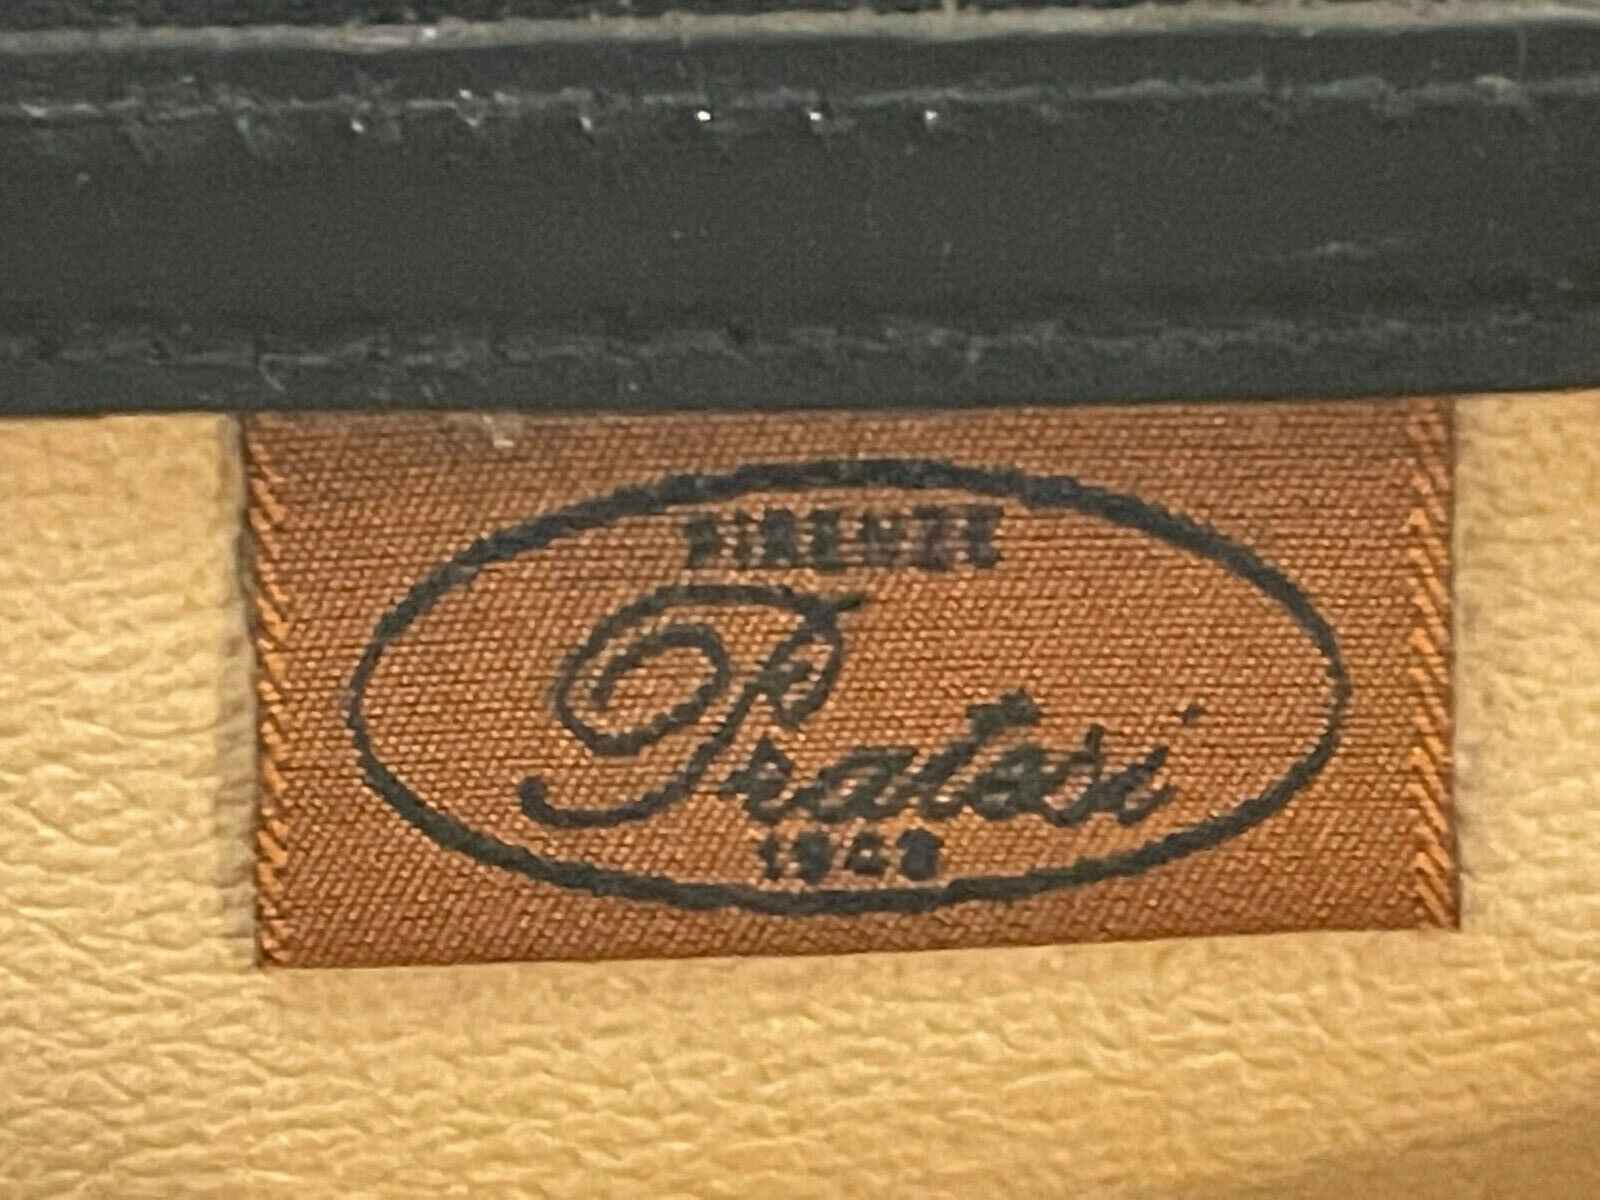 FIRENZE
Pratesi
1948